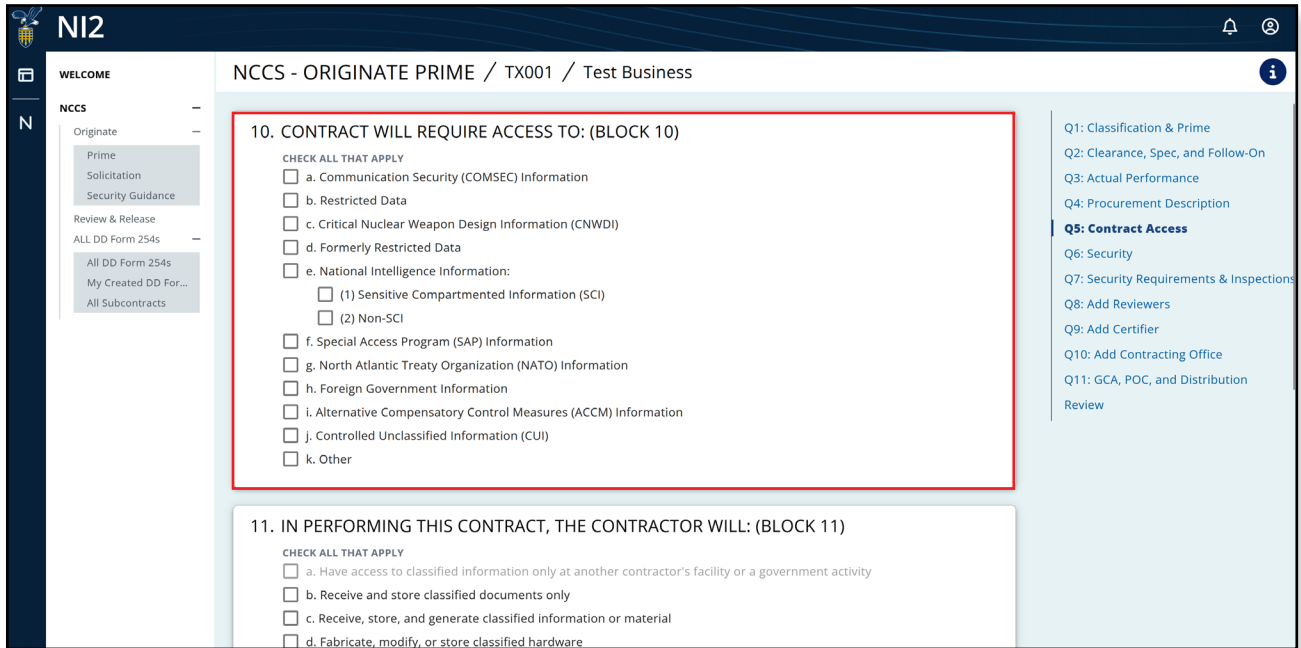 NI2
WELCOME
NCCS
Originate
Prime
Solicitation
Security Guidance
Review & Release
ALL DD Form 254s
All DD Form 254s
My Created DD For...
All Subcontracts
N
NCCS - ORIGINATE PRIME / TX001 / Test Business
10. CONTRACT WILL REQUIRE ACCESS TO: (BLOCK 10)
CHECK ALL THAT APPLY
a. Communication Security (COMSEC) Information
b. Restricted Data
c. Critical Nuclear Weapon Design Information (CNWDI)
d. Formerly Restricted Data
e. National Intelligence Information:
(1) Sensitive Compartmented Information (SCI)
(2) Non-SCI
f. Special Access Program (SAP) Information
g. North Atlantic Treaty Organization (NATO) Information
h. Foreign Government Information
i. Alternative Compensatory Control Measures (ACCM) Information
j. Controlled Unclassified Information (CUI)
k. Other
11. IN PERFORMING THIS CONTRACT, THE CONTRACTOR WILL: (BLOCK 11)
CHECK ALL THAT APPLY
a. Have access to classified information only at another contractor's facility or a government activity
b. Receive and store classified documents only
c. Receive, store, and generate classified information or material
d. Fabricate, modify, or store classified hardware
Q1: Classification & Prime
Q2: Clearance, Spec, and Follow-On
Q3: Actual Performance
Q4: Procurement Description
Q5: Contract Access
Q6: Security
Q7: Security Requirements & Inspections
Q8: Add Reviewers
Q9: Add Certifier
Q10: Add Contracting Office
Q11: GCA, POC, and Distribution
Review